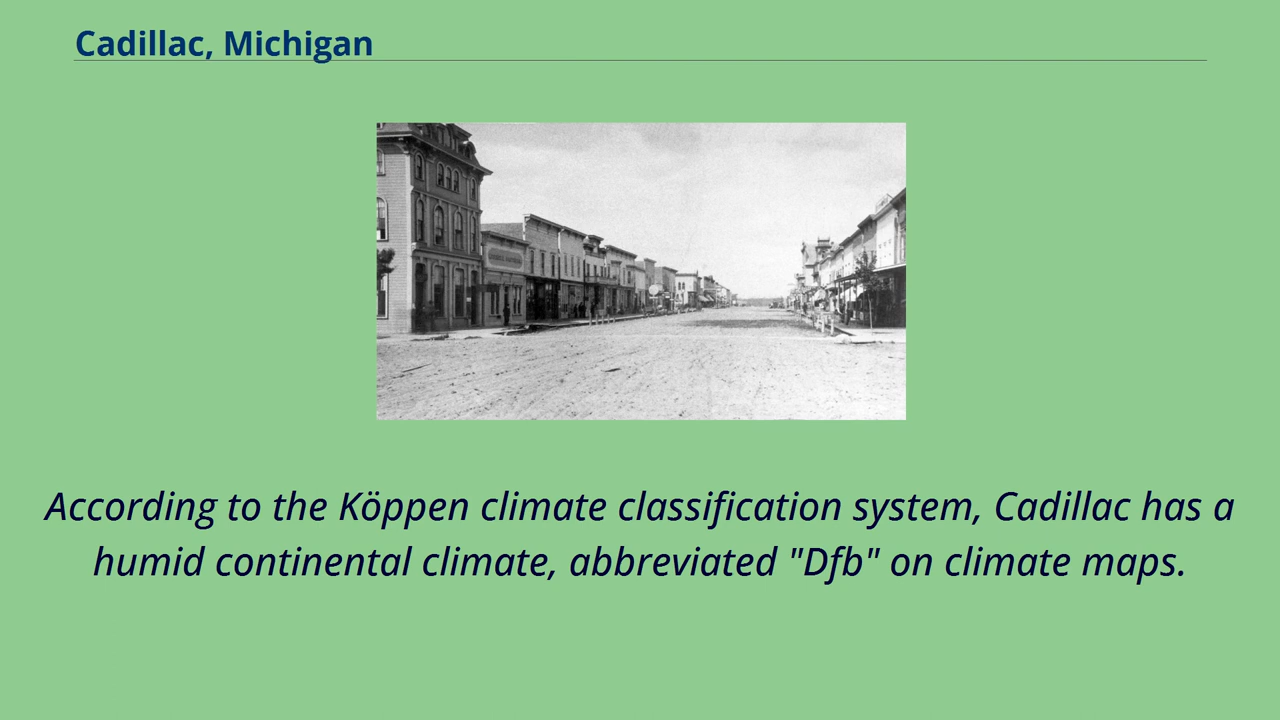 Cadillac, Michigan
According to the Köppen climate classification system, Cadillac has a
humid continental climate, abbreviated "Dfb" on climate maps.